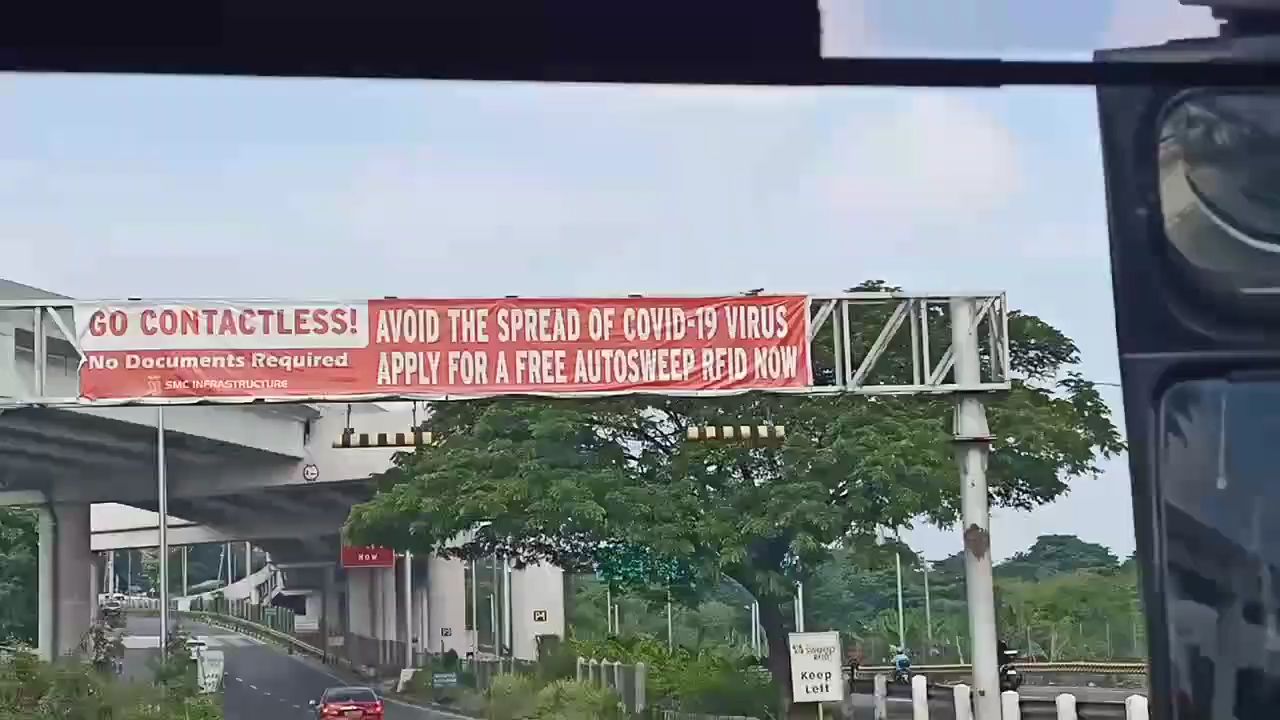 GO CONTACTLESS!
No Documents Required
SMC INFRASTRUCTURE
AVOID THE SPREAD OF COVID-19 VIRUS
APPLY FOR A FREE AUTOSWEEP RFID NOW
NOW
P4
Keep
Left